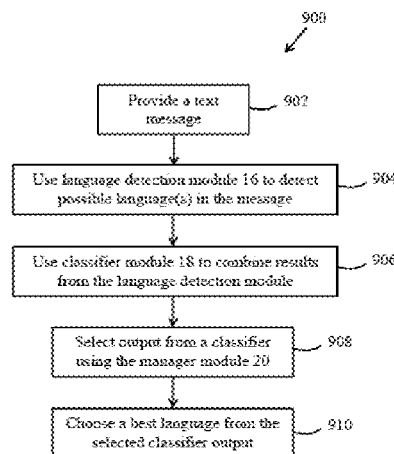 900
Provide a text
message
902
Use language detection module 16 to detect
possible language(s) in the message
904
Use classifier module 18 to combine results
from the language detection module
906
Select output from a classifier
using the manager module 20
908
Choose a best language from the
selected classifier output
910